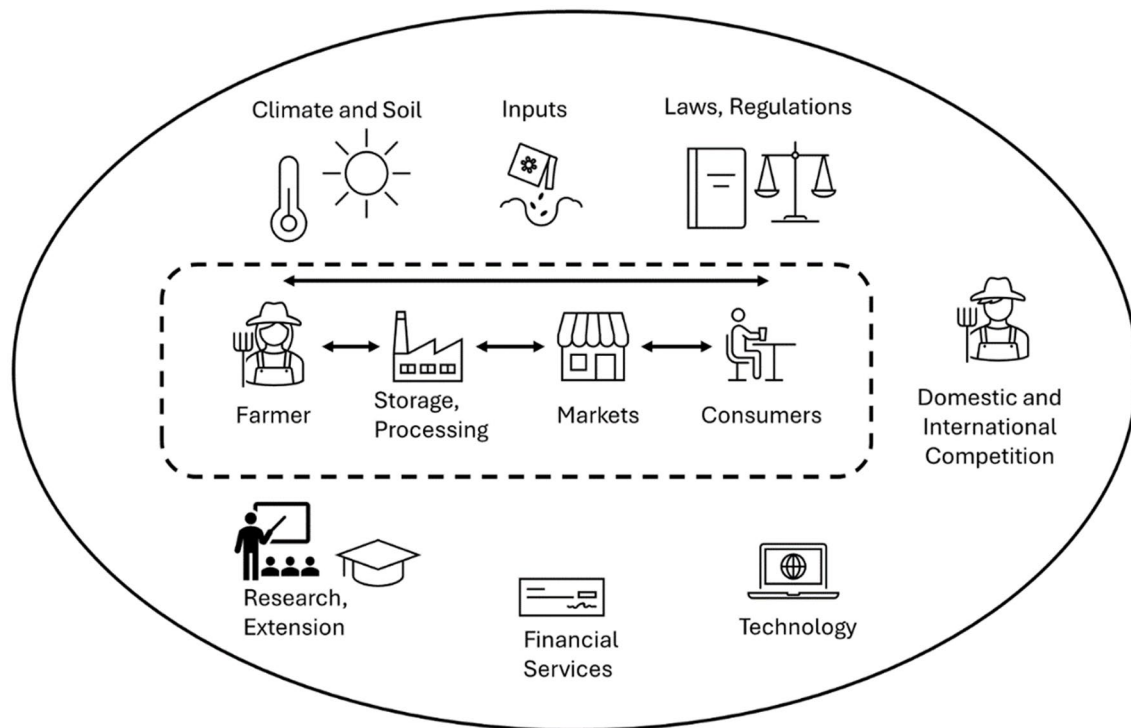 Climate and Soil
Inputs
Laws, Regulations
Farmer
Storage,
Processing
Markets
Consumers
Domestic and
International
Competition
Research,
Extension
Financial
Services
Technology